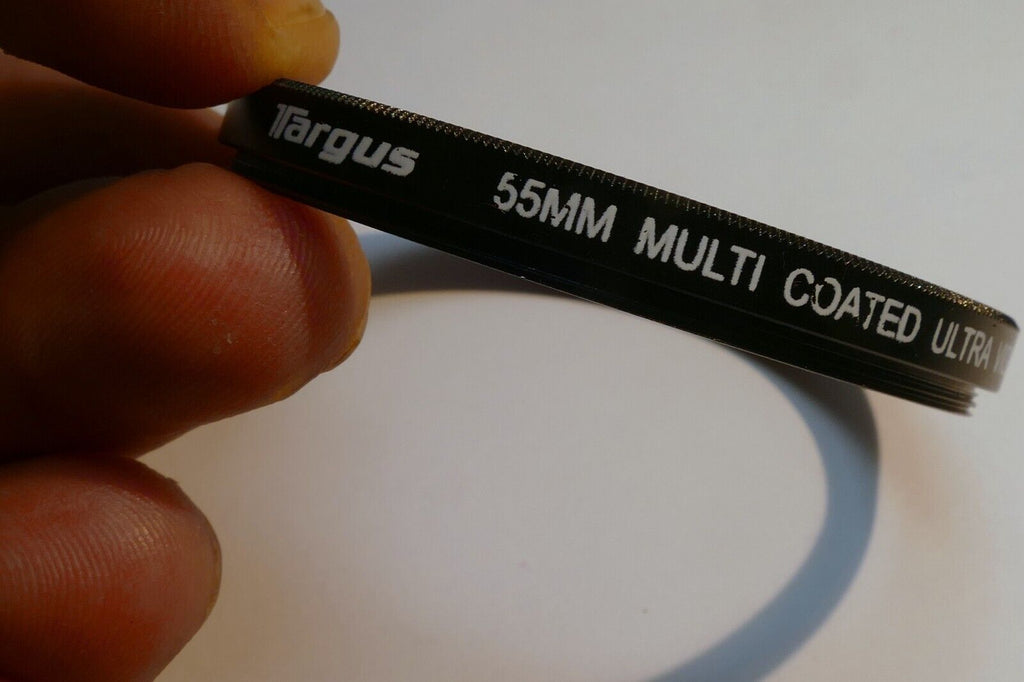 Targus 55MM MULTI COATED ULTRA